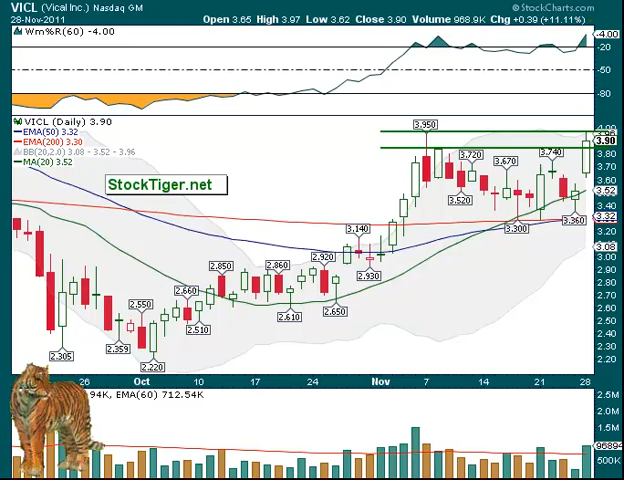 VICL (Vical Inc.) Nasdaq GM © StockCharts.com
28-Nov-2011 Open 3.65 High 3.97 Low 3.62 Close 3.90 Volume 968.9K Chg +0.39 (+11.11%)
Wm%R(60) -4.00
-4.00
-20
-50
-80
VICL (Daily) 3.90
EMA(50) 3.32
EMA(200) 3.30
BB(20,2.0) 3.08 - 3.52 - 3.96
MA(20) 3.52
StockTiger.net
3.950
3.90
3.80
3.740
3.720
3.70
3.670
3.60
3.52
3.520
3.40
3.360
3.32
3.300
3.20
3.140
3.08
3.00
2.930
2.920
2.90
2.860
2.850
2.80
2.70
2.660
2.650
2.610
2.60
2.550
2.510
2.50
2.40
2.359
2.305
2.30
2.220
2.20
26 Oct 10 17 24 Nov 7 14 21 28
94K, EMA(60) 712.54K
2.5M
2.0M
1.5M
500K